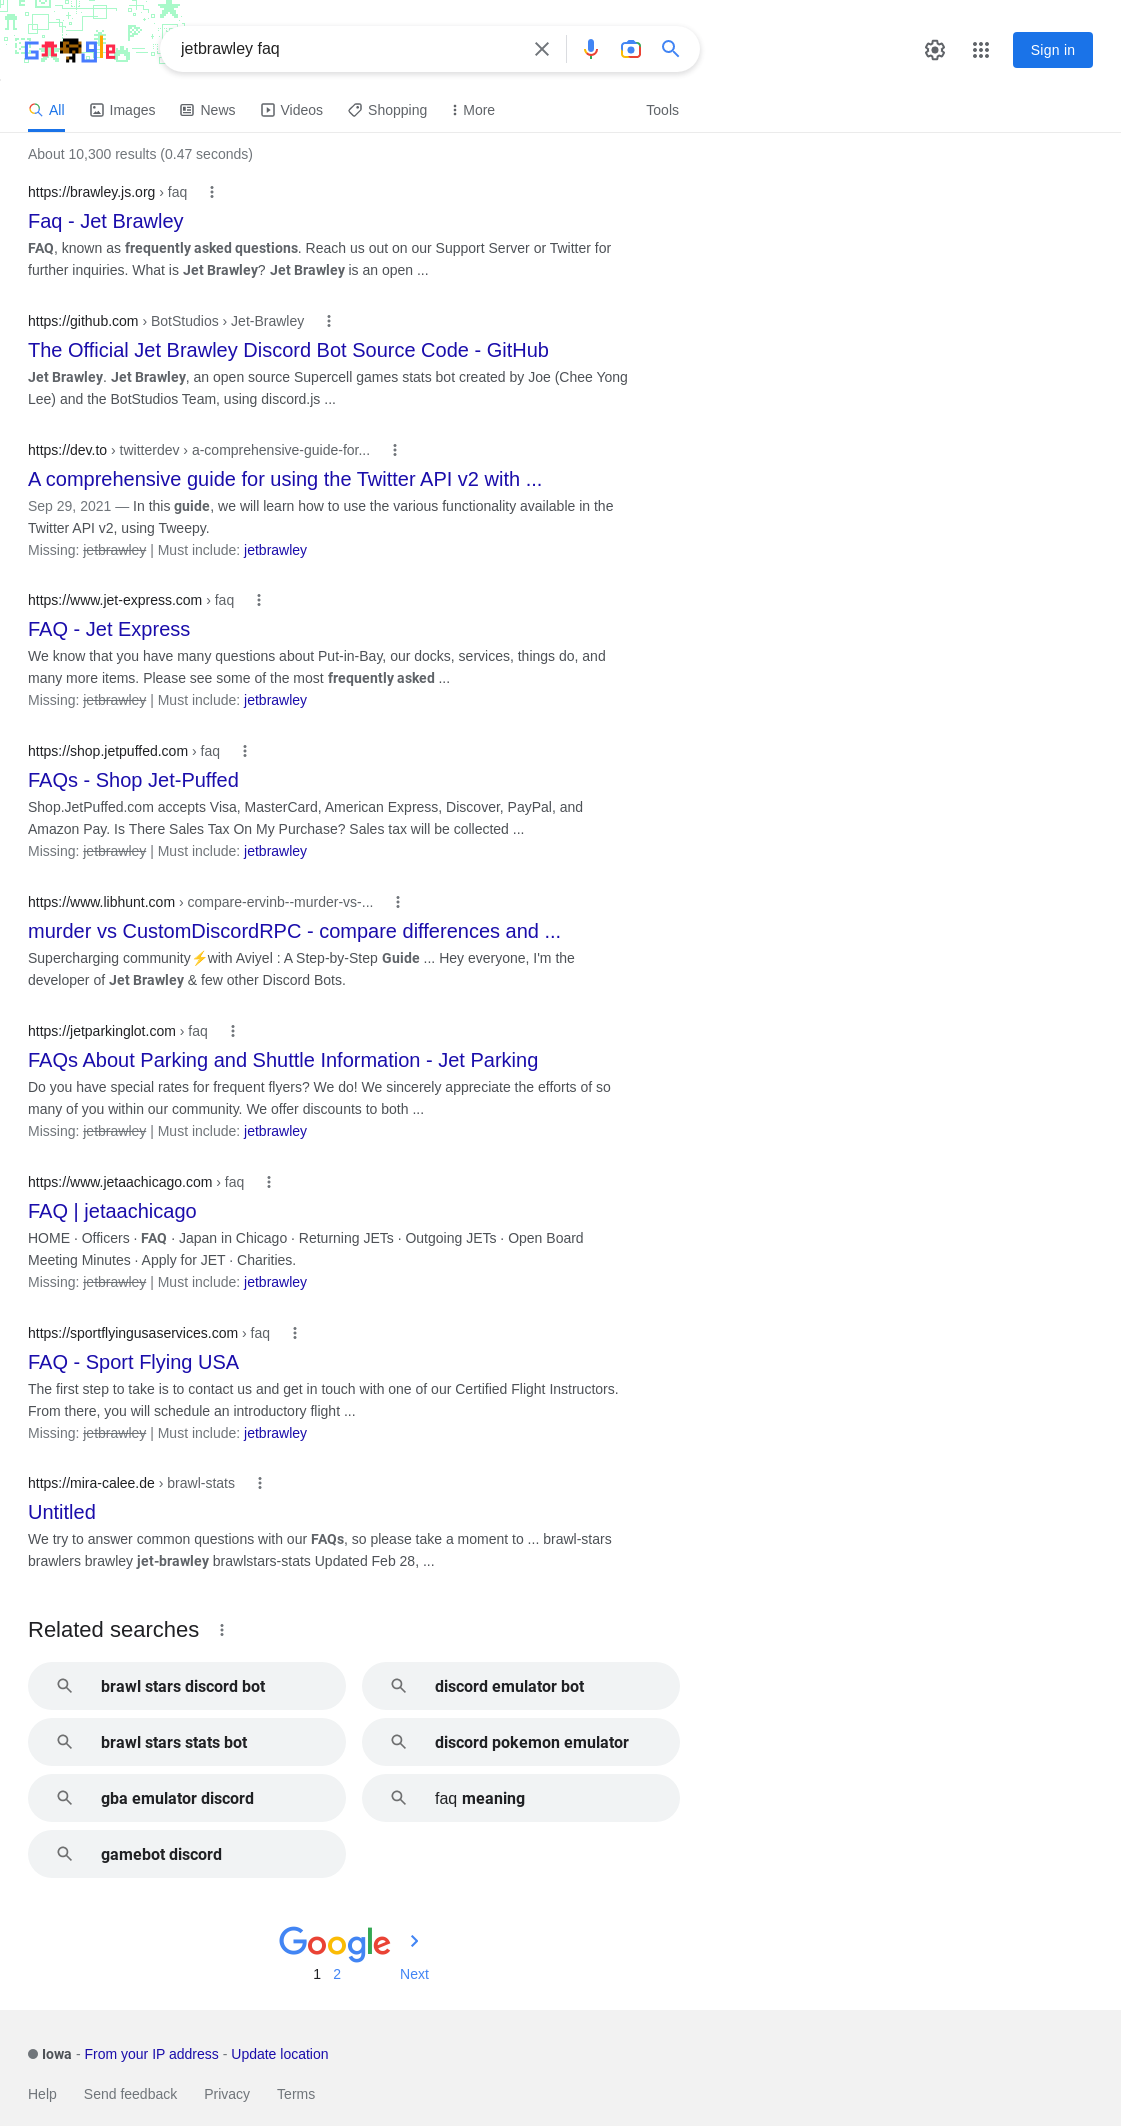 jetbrawley faq
Sign in
All Images News Videos Shopping More Tools
About 10,300 results (0.47 seconds)
https://brawley.js.org › faq
Faq - Jet Brawley
FAQ, known as frequently asked questions. Reach us out on our Support Server or Twitter for
further inquiries. What is Jet Brawley? Jet Brawley is an open ...
https://github.com › BotStudios › Jet-Brawley
The Official Jet Brawley Discord Bot Source Code - GitHub
Jet Brawley. Jet Brawley, an open source Supercell games stats bot created by Joe (Chee Yong
Lee) and the BotStudios Team, using discord.js ...
https://dev.to › twitterdev › a-comprehensive-guide-for...
A comprehensive guide for using the Twitter API v2 with ...
Sep 29, 2021 — In this guide, we will learn how to use the various functionality available in the
Twitter API v2, using Tweepy.
Missing: jetbrawley | Must include: jetbrawley
https://www.jet-express.com › faq
FAQ - Jet Express
We know that you have many questions about Put-in-Bay, our docks, services, things do, and
many more items. Please see some of the most frequently asked ...
Missing: jetbrawley | Must include: jetbrawley
https://shop.jetpuffed.com › faq
FAQs - Shop Jet-Puffed
Shop.JetPuffed.com accepts Visa, MasterCard, American Express, Discover, PayPal, and
Amazon Pay. Is There Sales Tax On My Purchase? Sales tax will be collected ...
Missing: jetbrawley | Must include: jetbrawley
https://www.libhunt.com › compare-ervinb--murder-vs-...
murder vs CustomDiscordRPC - compare differences and ...
Supercharging community⚡with Aviyel : A Step-by-Step Guide ... Hey everyone, I'm the
developer of Jet Brawley & few other Discord Bots.
https://jetparkinglot.com › faq
FAQs About Parking and Shuttle Information - Jet Parking
Do you have special rates for frequent flyers? We do! We sincerely appreciate the efforts of so
many of you within our community. We offer discounts to both ...
Missing: jetbrawley | Must include: jetbrawley
https://www.jetaachicago.com › faq
FAQ | jetaachicago
HOME · Officers · FAQ · Japan in Chicago · Returning JETs · Outgoing JETs · Open Board
Meeting Minutes · Apply for JET · Charities.
Missing: jetbrawley | Must include: jetbrawley
https://sportflyingusaservices.com › faq
FAQ - Sport Flying USA
The first step to take is to contact us and get in touch with one of our Certified Flight Instructors.
From there, you will schedule an introductory flight ...
Missing: jetbrawley | Must include: jetbrawley
https://mira-calee.de › brawl-stats
Untitled
We try to answer common questions with our FAQs, so please take a moment to ... brawl-stars
brawlers brawley jet-brawley brawlstars-stats Updated Feb 28, ...
Related searches
brawl stars discord bot
discord emulator bot
brawl stars stats bot
discord pokemon emulator
gba emulator discord
faq meaning
gamebot discord
Google
1 2 Next
Iowa - From your IP address - Update location
Help Send feedback Privacy Terms